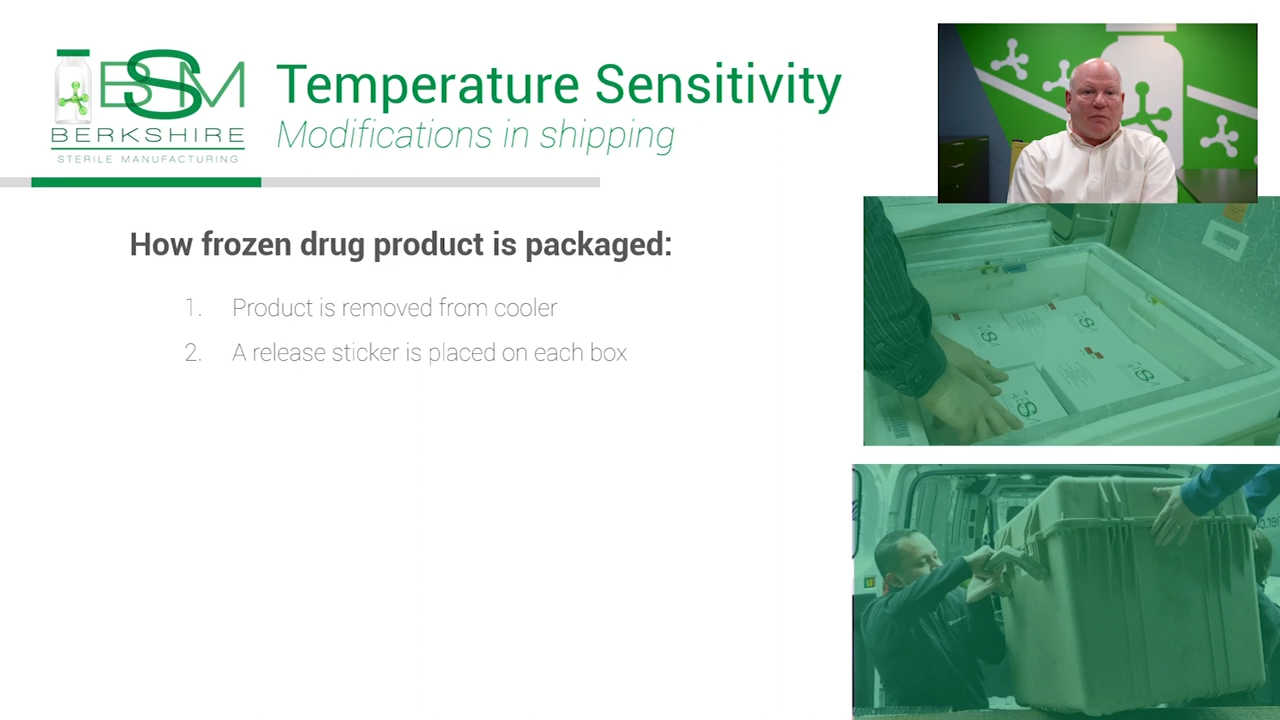 BSM
BERKSHIRE
STERILE MANUFACTURING
Temperature Sensitivity
Modifications in shipping
How frozen drug product is packaged:
1. Product is removed from cooler
2. A release sticker is placed on each box